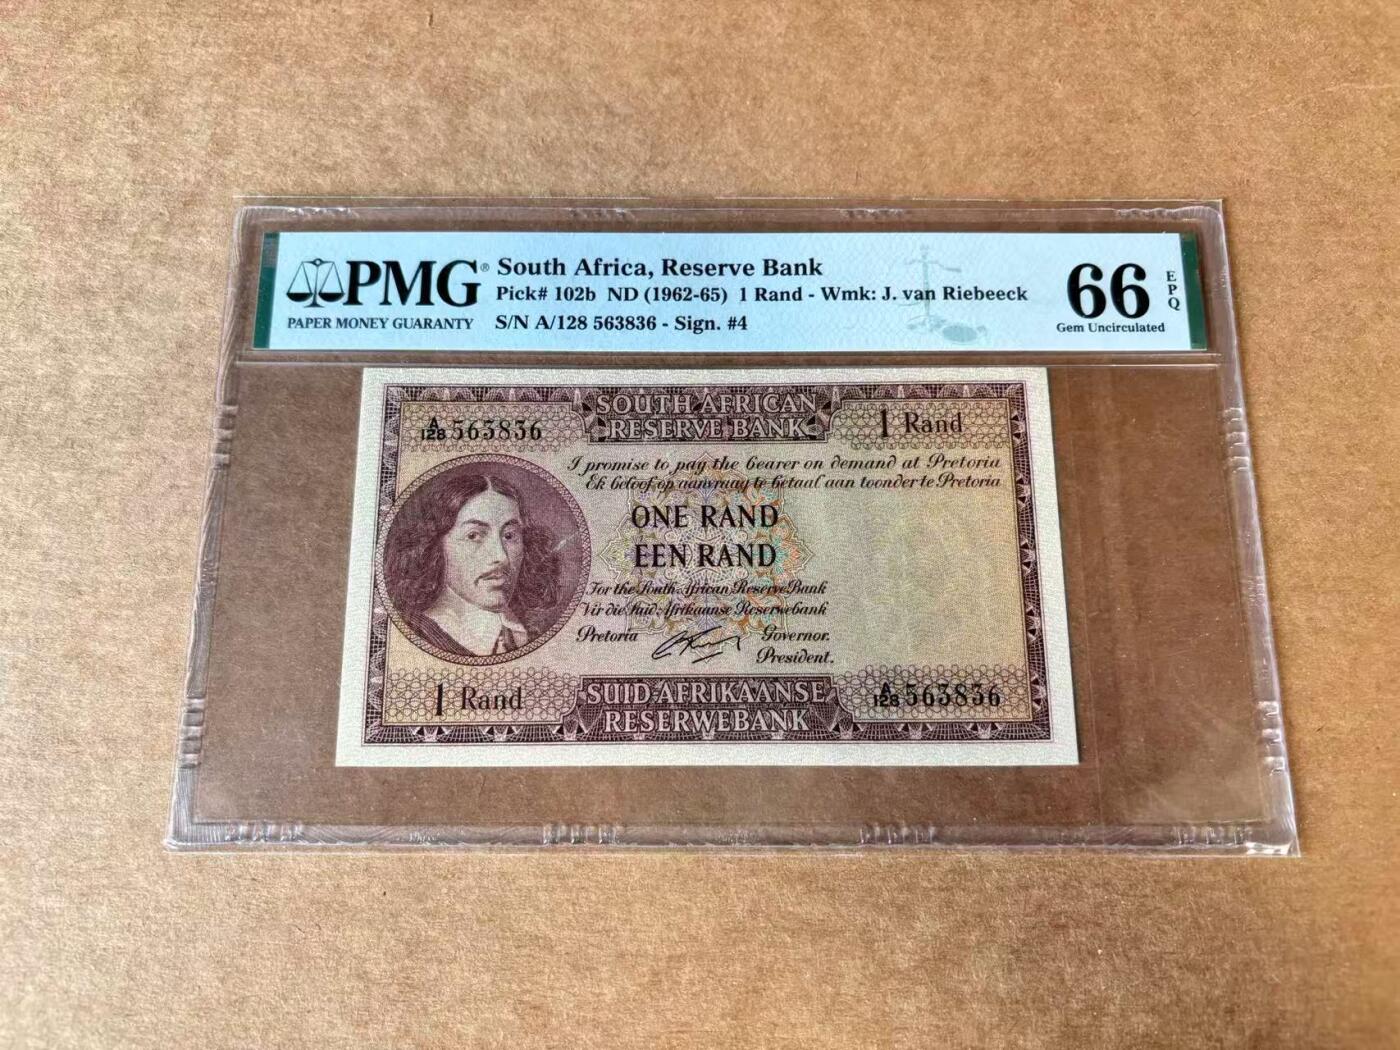 PMG®
PAPER MONEY GUARANTY
South Africa, Reserve Bank
Pick# 102b ND (1962-65) 1 Rand - Wmk: J. van Riebeeck
S/N A/128 563836 - Sign. #4
66
EPQ
Gem Uncirculated
SOUTH AFRICAN
RESERVE BANK
A/128 563836
1 Rand
I promise to pay the bearer on demand at Pretoria
Ek beloof op aanvraag te betaal aan toonder te Pretoria
ONE RAND
EEN RAND
For the South African Reserve Bank
Vir die Suid-Afrikaanse Reserwebank
Pretoria
Governor.
President.
1 Rand
SUID-AFRIKAANSE
RESERWEBANK
A/128 563836